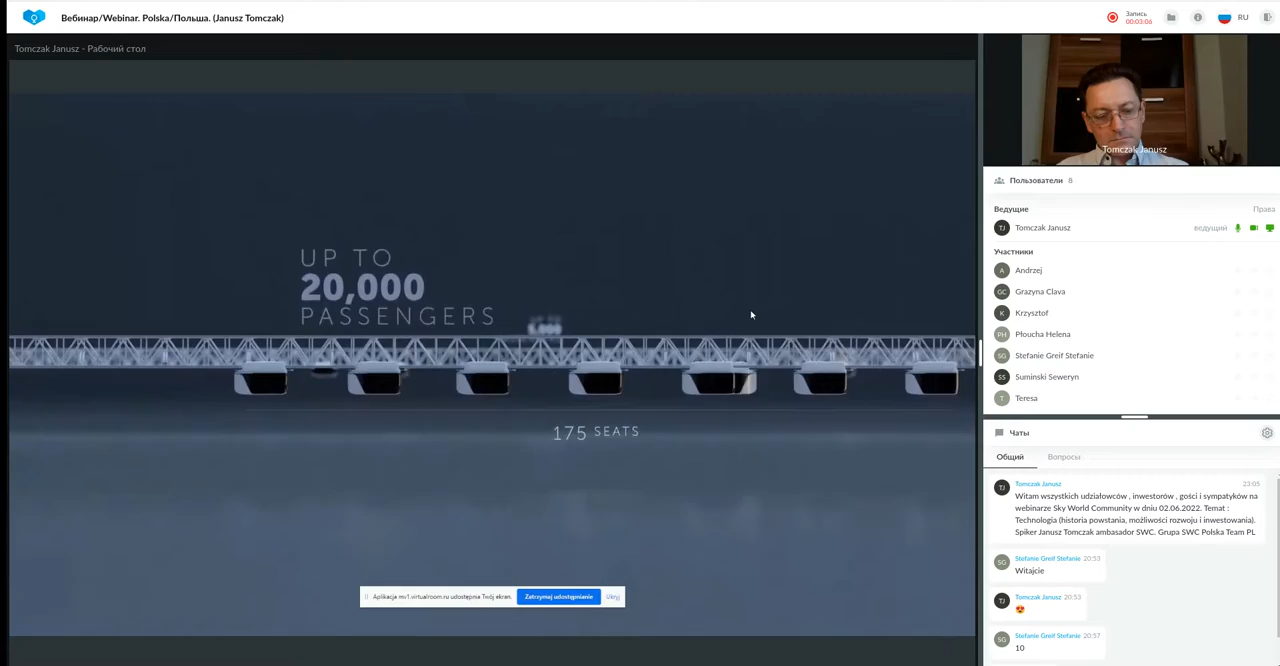 Вебинар/Webinar. Polska/Польша. (Janusz Tomczak)
Запись
00:03:06
RU
Tomczak Janusz - Рабочий стол
UP TO
20,000
PASSENGERS
UP TO
5,000
175 SEATS
Aplikacja mv1.virtualroom.ru udostępnia Twój ekran.
Zatrzymaj udostępnianie
Ukryj
Tomczak Janusz
Пользователи 8
Ведущие
Права
TJ Tomczak Janusz ведущий
Участники
A Andrzej
GC Grazyna Clava
K Krzysztof
PH Płoucha Helena
SG Stefanie Greif Stefanie
SS Suminski Seweryn
T Teresa
Чаты
Общий Вопросы
TJ Tomczak Janusz 23:05
Witam wszystkich udziałowców , inwestorów , gości i sympatyków na
webinarze Sky World Community w dniu 02.06.2022. Temat :
Technologia (historia powstania, możliwości rozwoju i inwestowania).
Spiker Janusz Tomczak ambasador SWC. Grupa SWC Polska Team PL
SG Stefanie Greif Stefanie 20:53
Witajcie
TJ Tomczak Janusz 20:53
😍
SG Stefanie Greif Stefanie 20:57
10